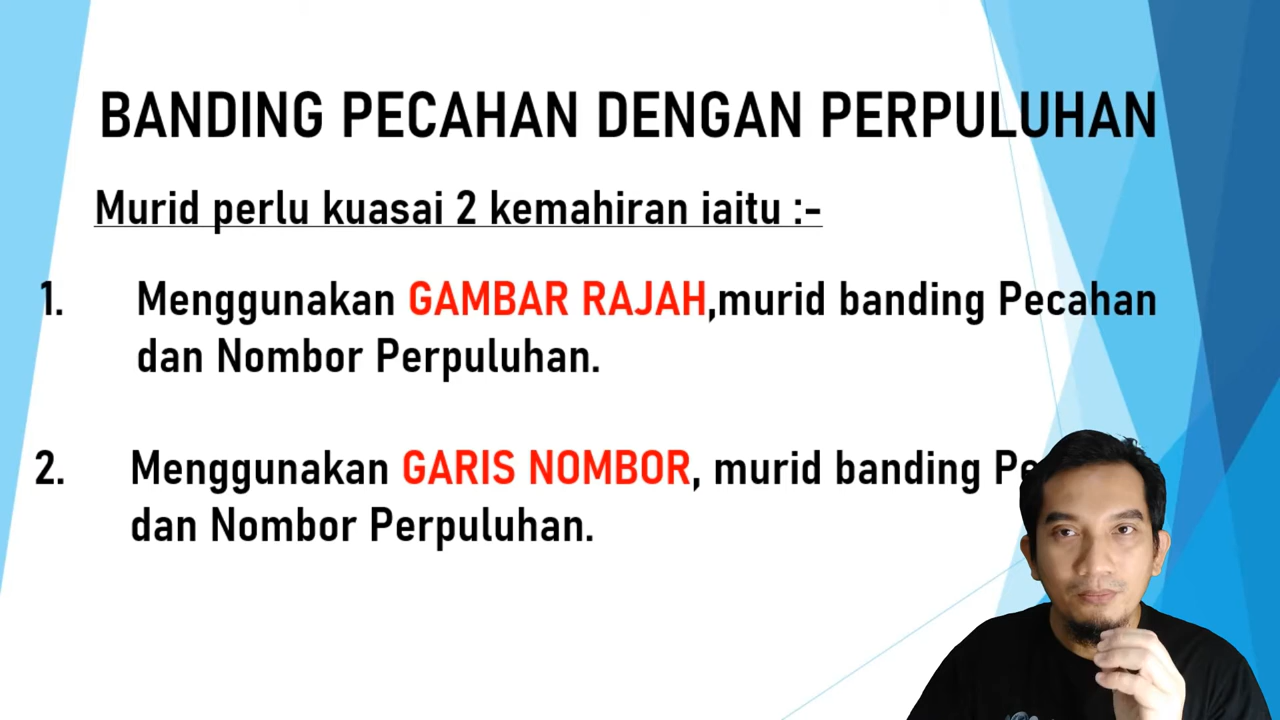 BANDING PECAHAN DENGAN PERPULUHAN
Murid perlu kuasai 2 kemahiran iaitu :-
1. Menggunakan GAMBAR RAJAH,murid banding Pecahan
dan Nombor Perpuluhan.
2. Menggunakan GARIS NOMBOR, murid banding
dan Nombor Perpuluhan.